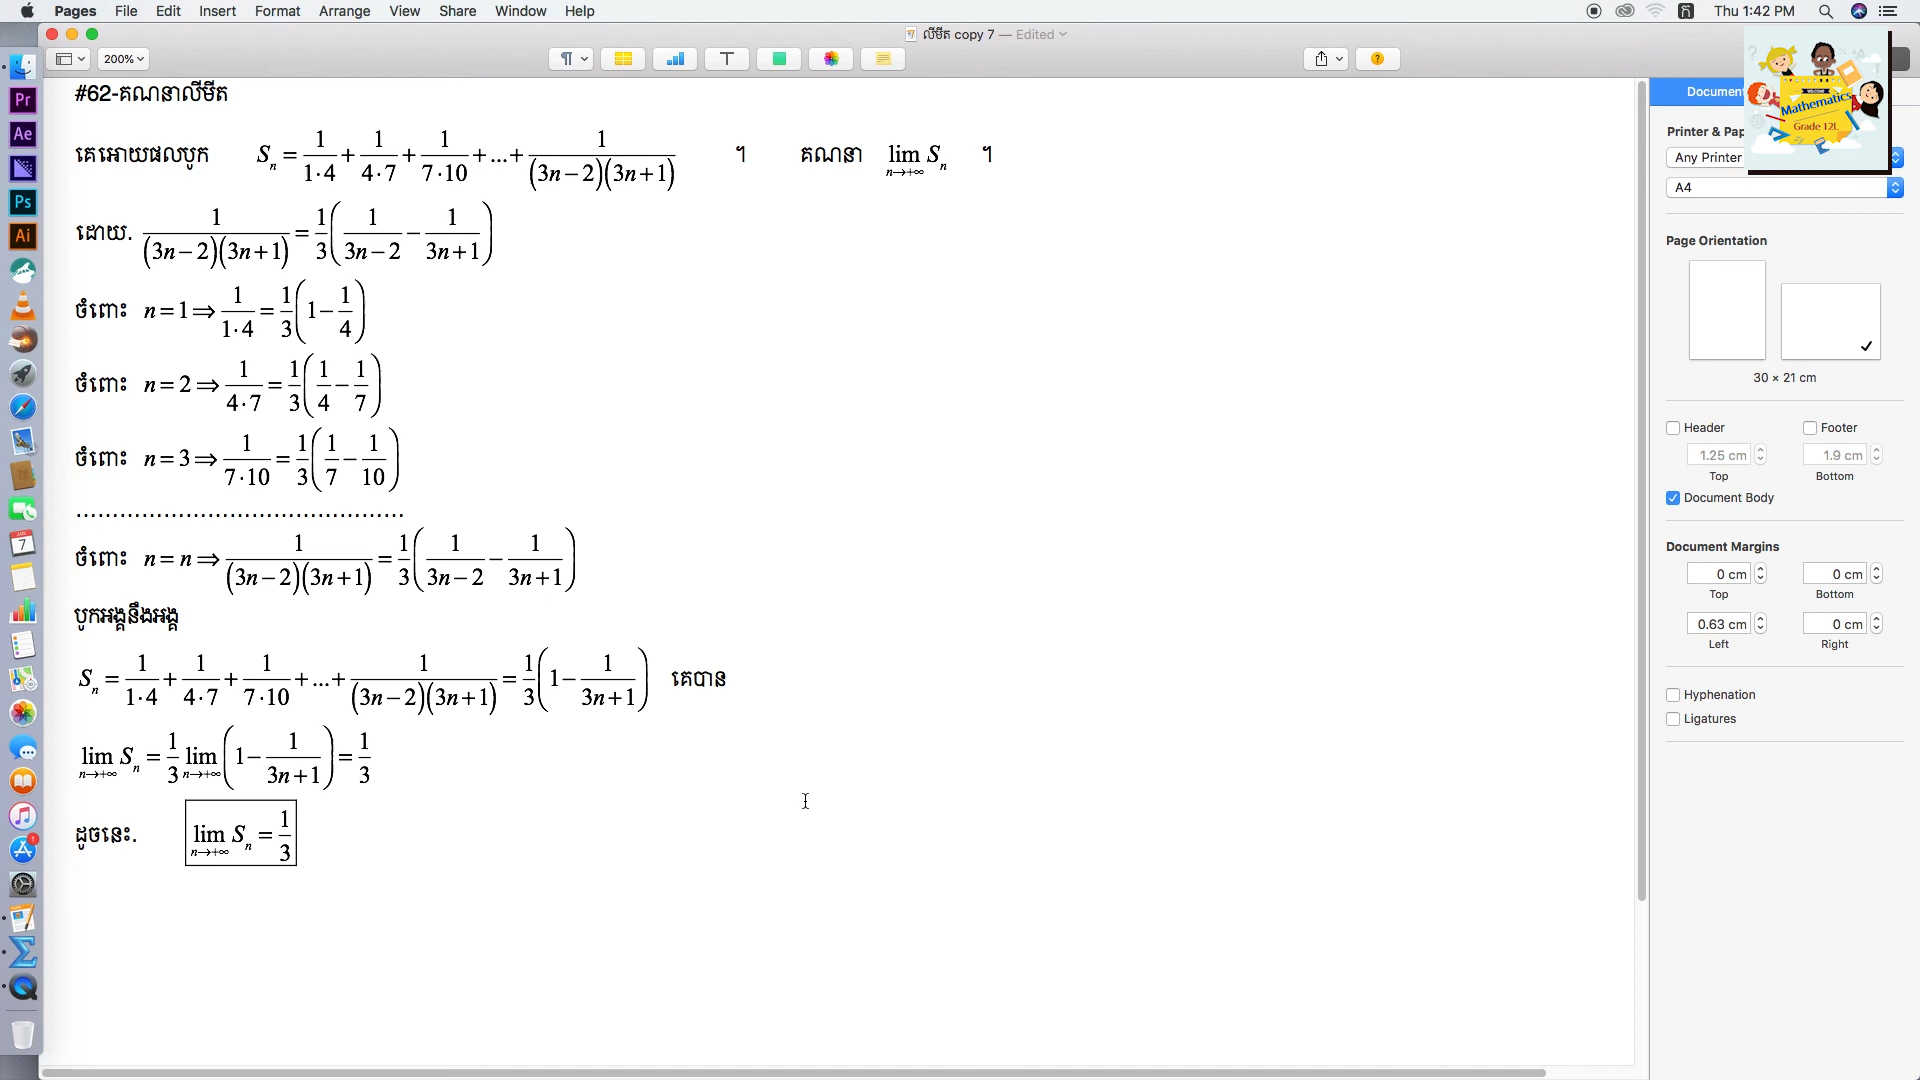 Pages File Edit Insert Format Arrange View Share Window Help Thu 1:42 PM
លីមីត copy 7 — Edited
200%
#62-គណនាលីមីត
គេអោយផលបូក S_n = 1/(1·4) + 1/(4·7) + 1/(7·10) + ... + 1/((3n−2)(3n+1)) ។ គណនា lim_{n→+∞} S_n ។
ដោយ. 1/((3n−2)(3n+1)) = 1/3 (1/(3n−2) − 1/(3n+1))
ចំពោះ n=1 ⇒ 1/(1·4) = 1/3 (1 − 1/4)
ចំពោះ n=2 ⇒ 1/(4·7) = 1/3 (1/4 − 1/7)
ចំពោះ n=3 ⇒ 1/(7·10) = 1/3 (1/7 − 1/10)
.............................................
ចំពោះ n=n ⇒ 1/((3n−2)(3n+1)) = 1/3 (1/(3n−2) − 1/(3n+1))
បូកអង្គនឹងអង្គ
S_n = 1/(1·4) + 1/(4·7) + 1/(7·10) + ... + 1/((3n−2)(3n+1)) = 1/3 (1 − 1/(3n+1)) គេបាន
lim_{n→+∞} S_n = 1/3 lim_{n→+∞} (1 − 1/(3n+1)) = 1/3
ដូចនេះ. lim_{n→+∞} S_n = 1/3
WELCOME
Mathematics
Grade 12L
Printer &
Any Printer
A4
Page Orientation
30 × 21 cm
Header Footer
1.25 cm 1.9 cm
Top Bottom
Document Body
Document Margins
0 cm 0 cm
Top Bottom
0.63 cm 0 cm
Left Right
Hyphenation
Ligatures
Pr
Ae
Ps
Ai
JAN
7
1